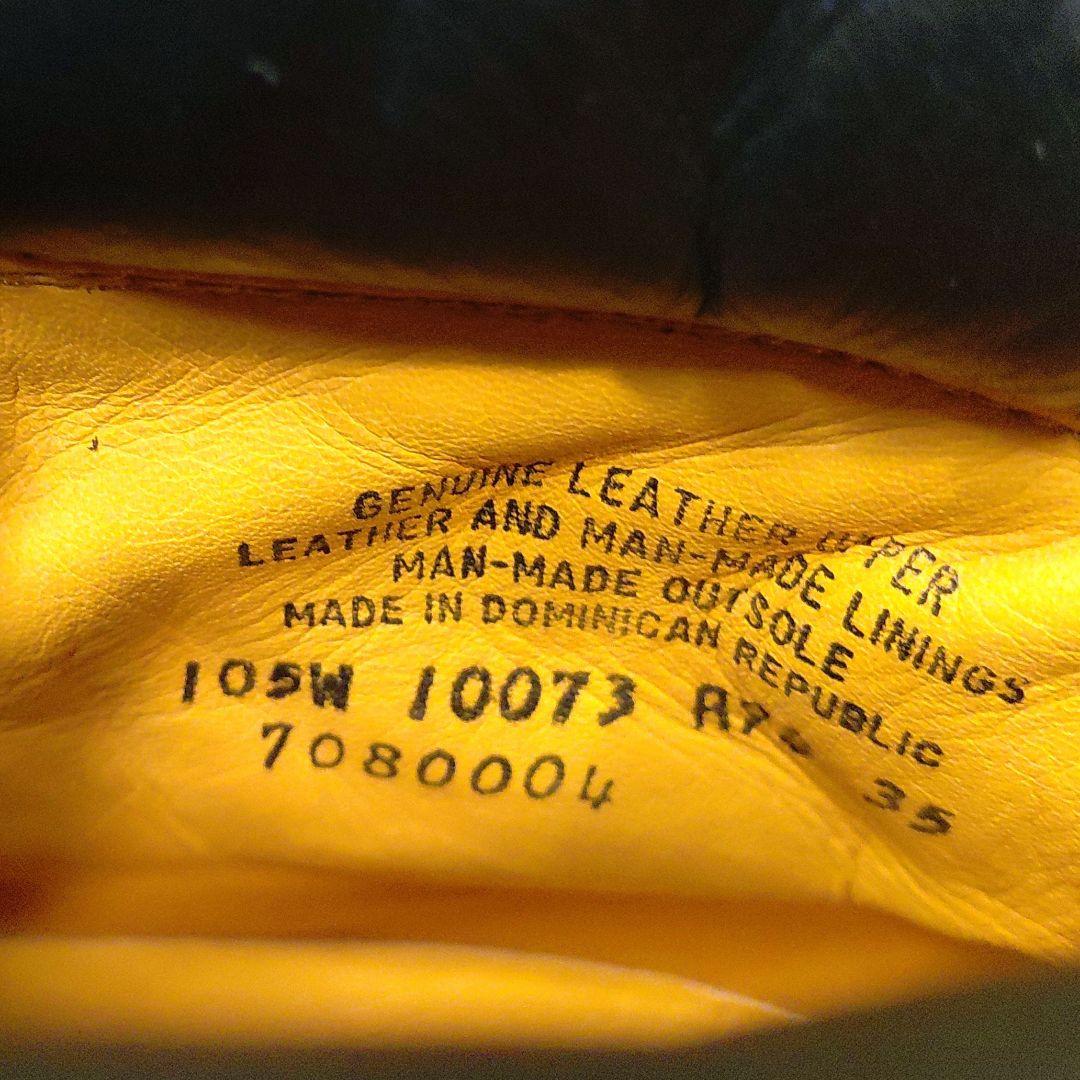 GENUINE LEATHER UPPER
LEATHER AND MAN-MADE LININGS
MAN-MADE OUTSOLE
MADE IN DOMINICAN REPUBLIC
105W 10073 35
7080004